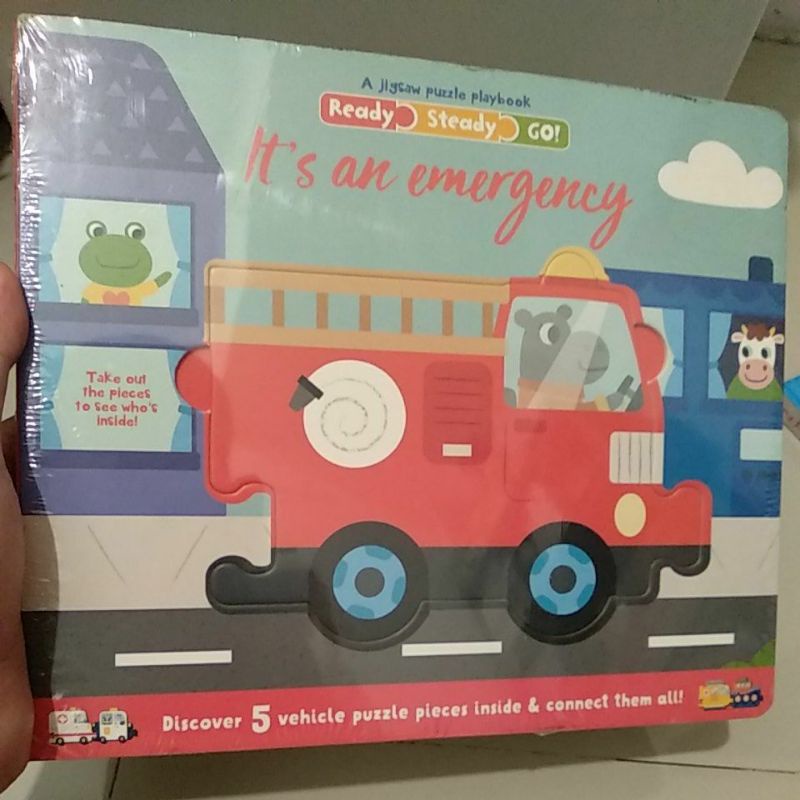 A jigsaw puzzle playbook
Ready Steady GO!
It's an emergency
Take out
the pieces
to see who's
inside!
Discover 5 vehicle puzzle pieces inside & connect them all!